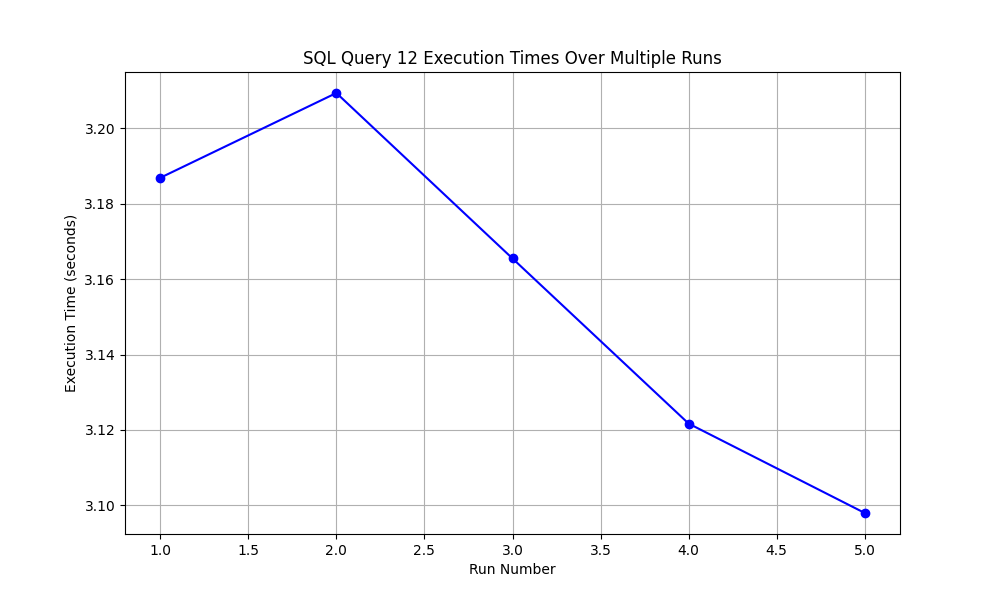 SQL Query 12 Execution Times Over Multiple Runs
Execution Time (seconds)
3.20
3.18
3.16
3.14
3.12
3.10
1.0 1.5 2.0 2.5 3.0 3.5 4.0 4.5 5.0
Run Number